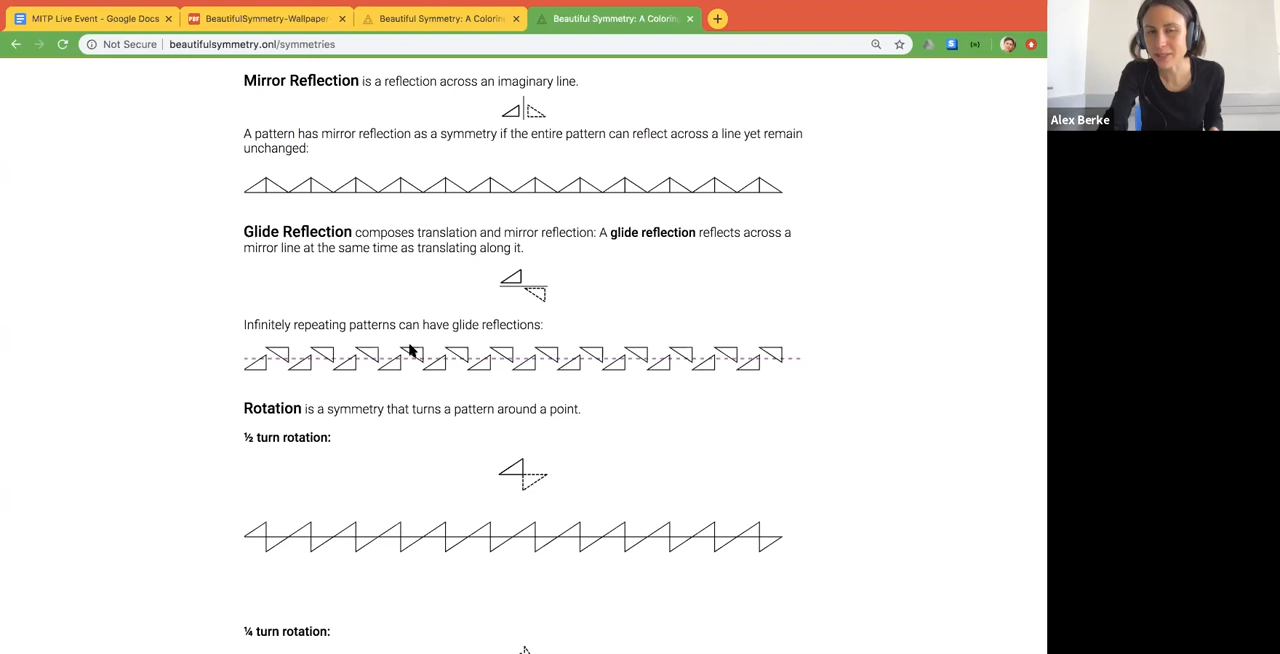 MITP Live Event - Google Docs
BeautifulSymmetry-Wallpaper
Beautiful Symmetry: A Colorin
Beautiful Symmetry: A Colorin
Not Secure
beautifulsymmetry.onl/symmetries
Alex Berke
Mirror Reflection is a reflection across an imaginary line.
A pattern has mirror reflection as a symmetry if the entire pattern can reflect across a line yet remain
unchanged:
Glide Reflection composes translation and mirror reflection: A glide reflection reflects across a
mirror line at the same time as translating along it.
Infinitely repeating patterns can have glide reflections:
Rotation is a symmetry that turns a pattern around a point.
½ turn rotation:
¼ turn rotation: